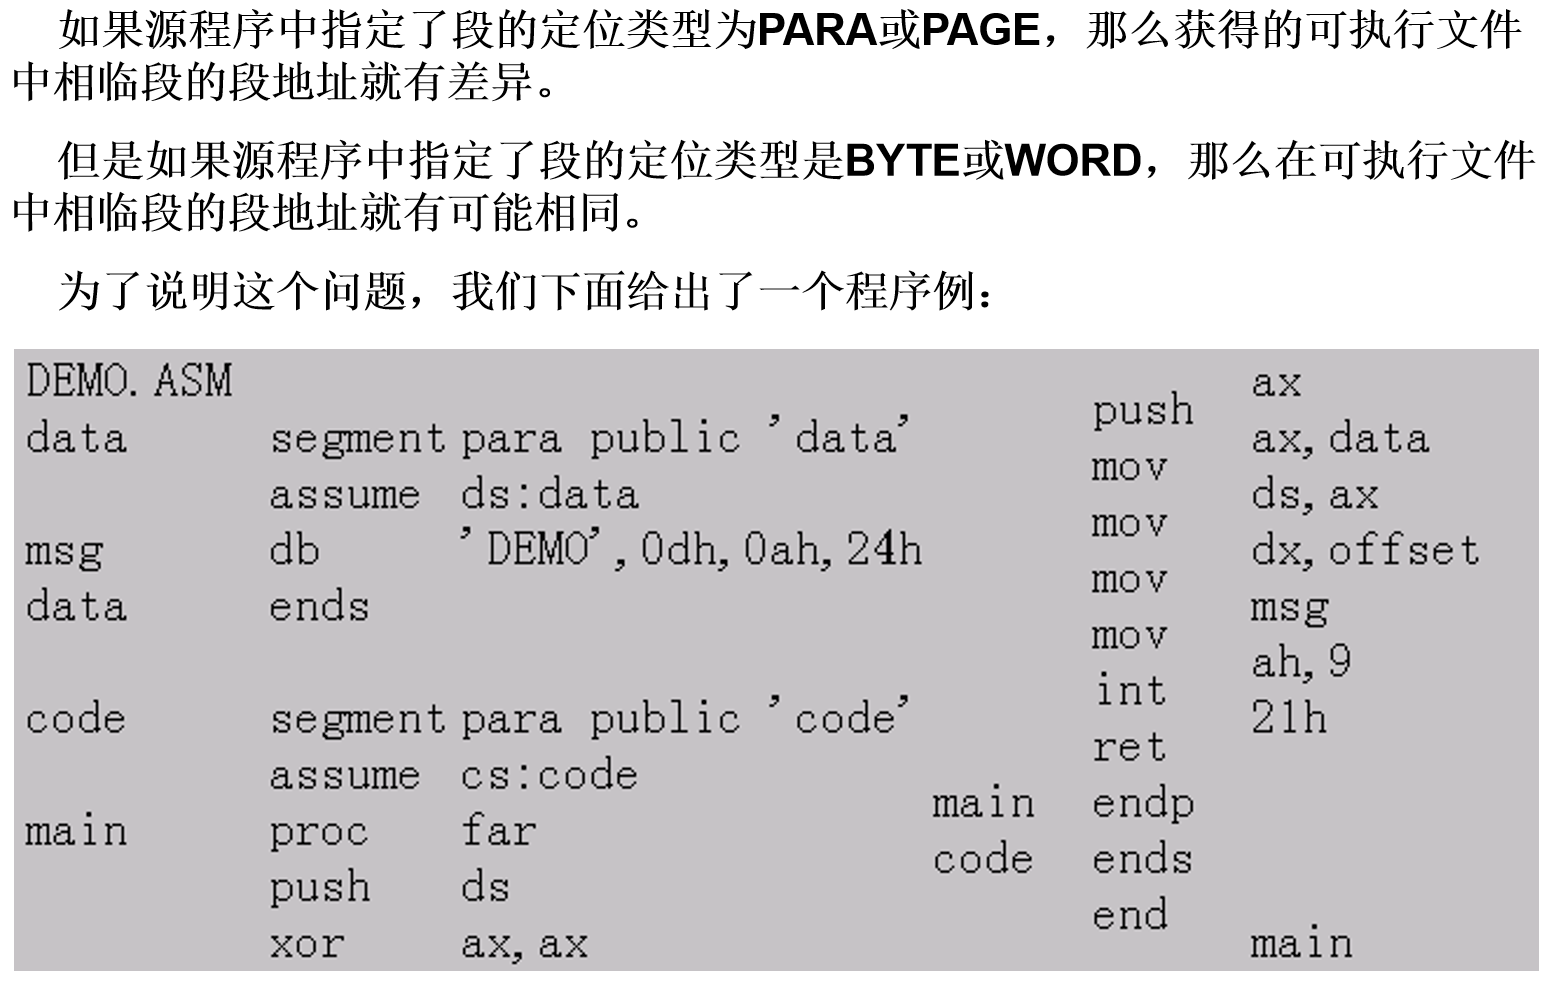 如果源程序中指定了段的定位类型为PARA或PAGE，那么获得的可执行文件
中相临段的段地址就有差异。
但是如果源程序中指定了段的定位类型是BYTE或WORD，那么在可执行文件
中相临段的段地址就有可能相同。
为了说明这个问题，我们下面给出了一个程序例：
DEMO.ASM
data segment para public 'data'
assume ds:data
msg db 'DEMO',0dh,0ah,24h
data ends
code segment para public 'code'
assume cs:code
main proc far
push ds
xor ax,ax
push ax
mov ax,data
mov ds,ax
mov dx,offset
msg
mov ah,9
int 21h
ret
main endp
code ends
end main